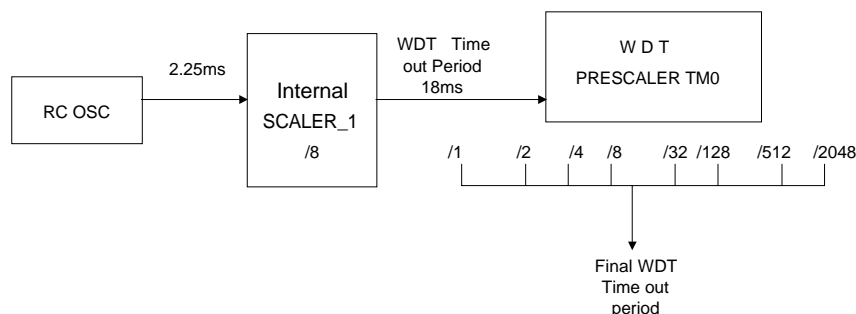 2.25ms
WDT Time
out Period
18ms
W D T
PRESCALER TM0
RC OSC
Internal
SCALER_1
/8
/1 /2 /4 /8 /32 /128 /512 /2048
Final WDT
Time out
period